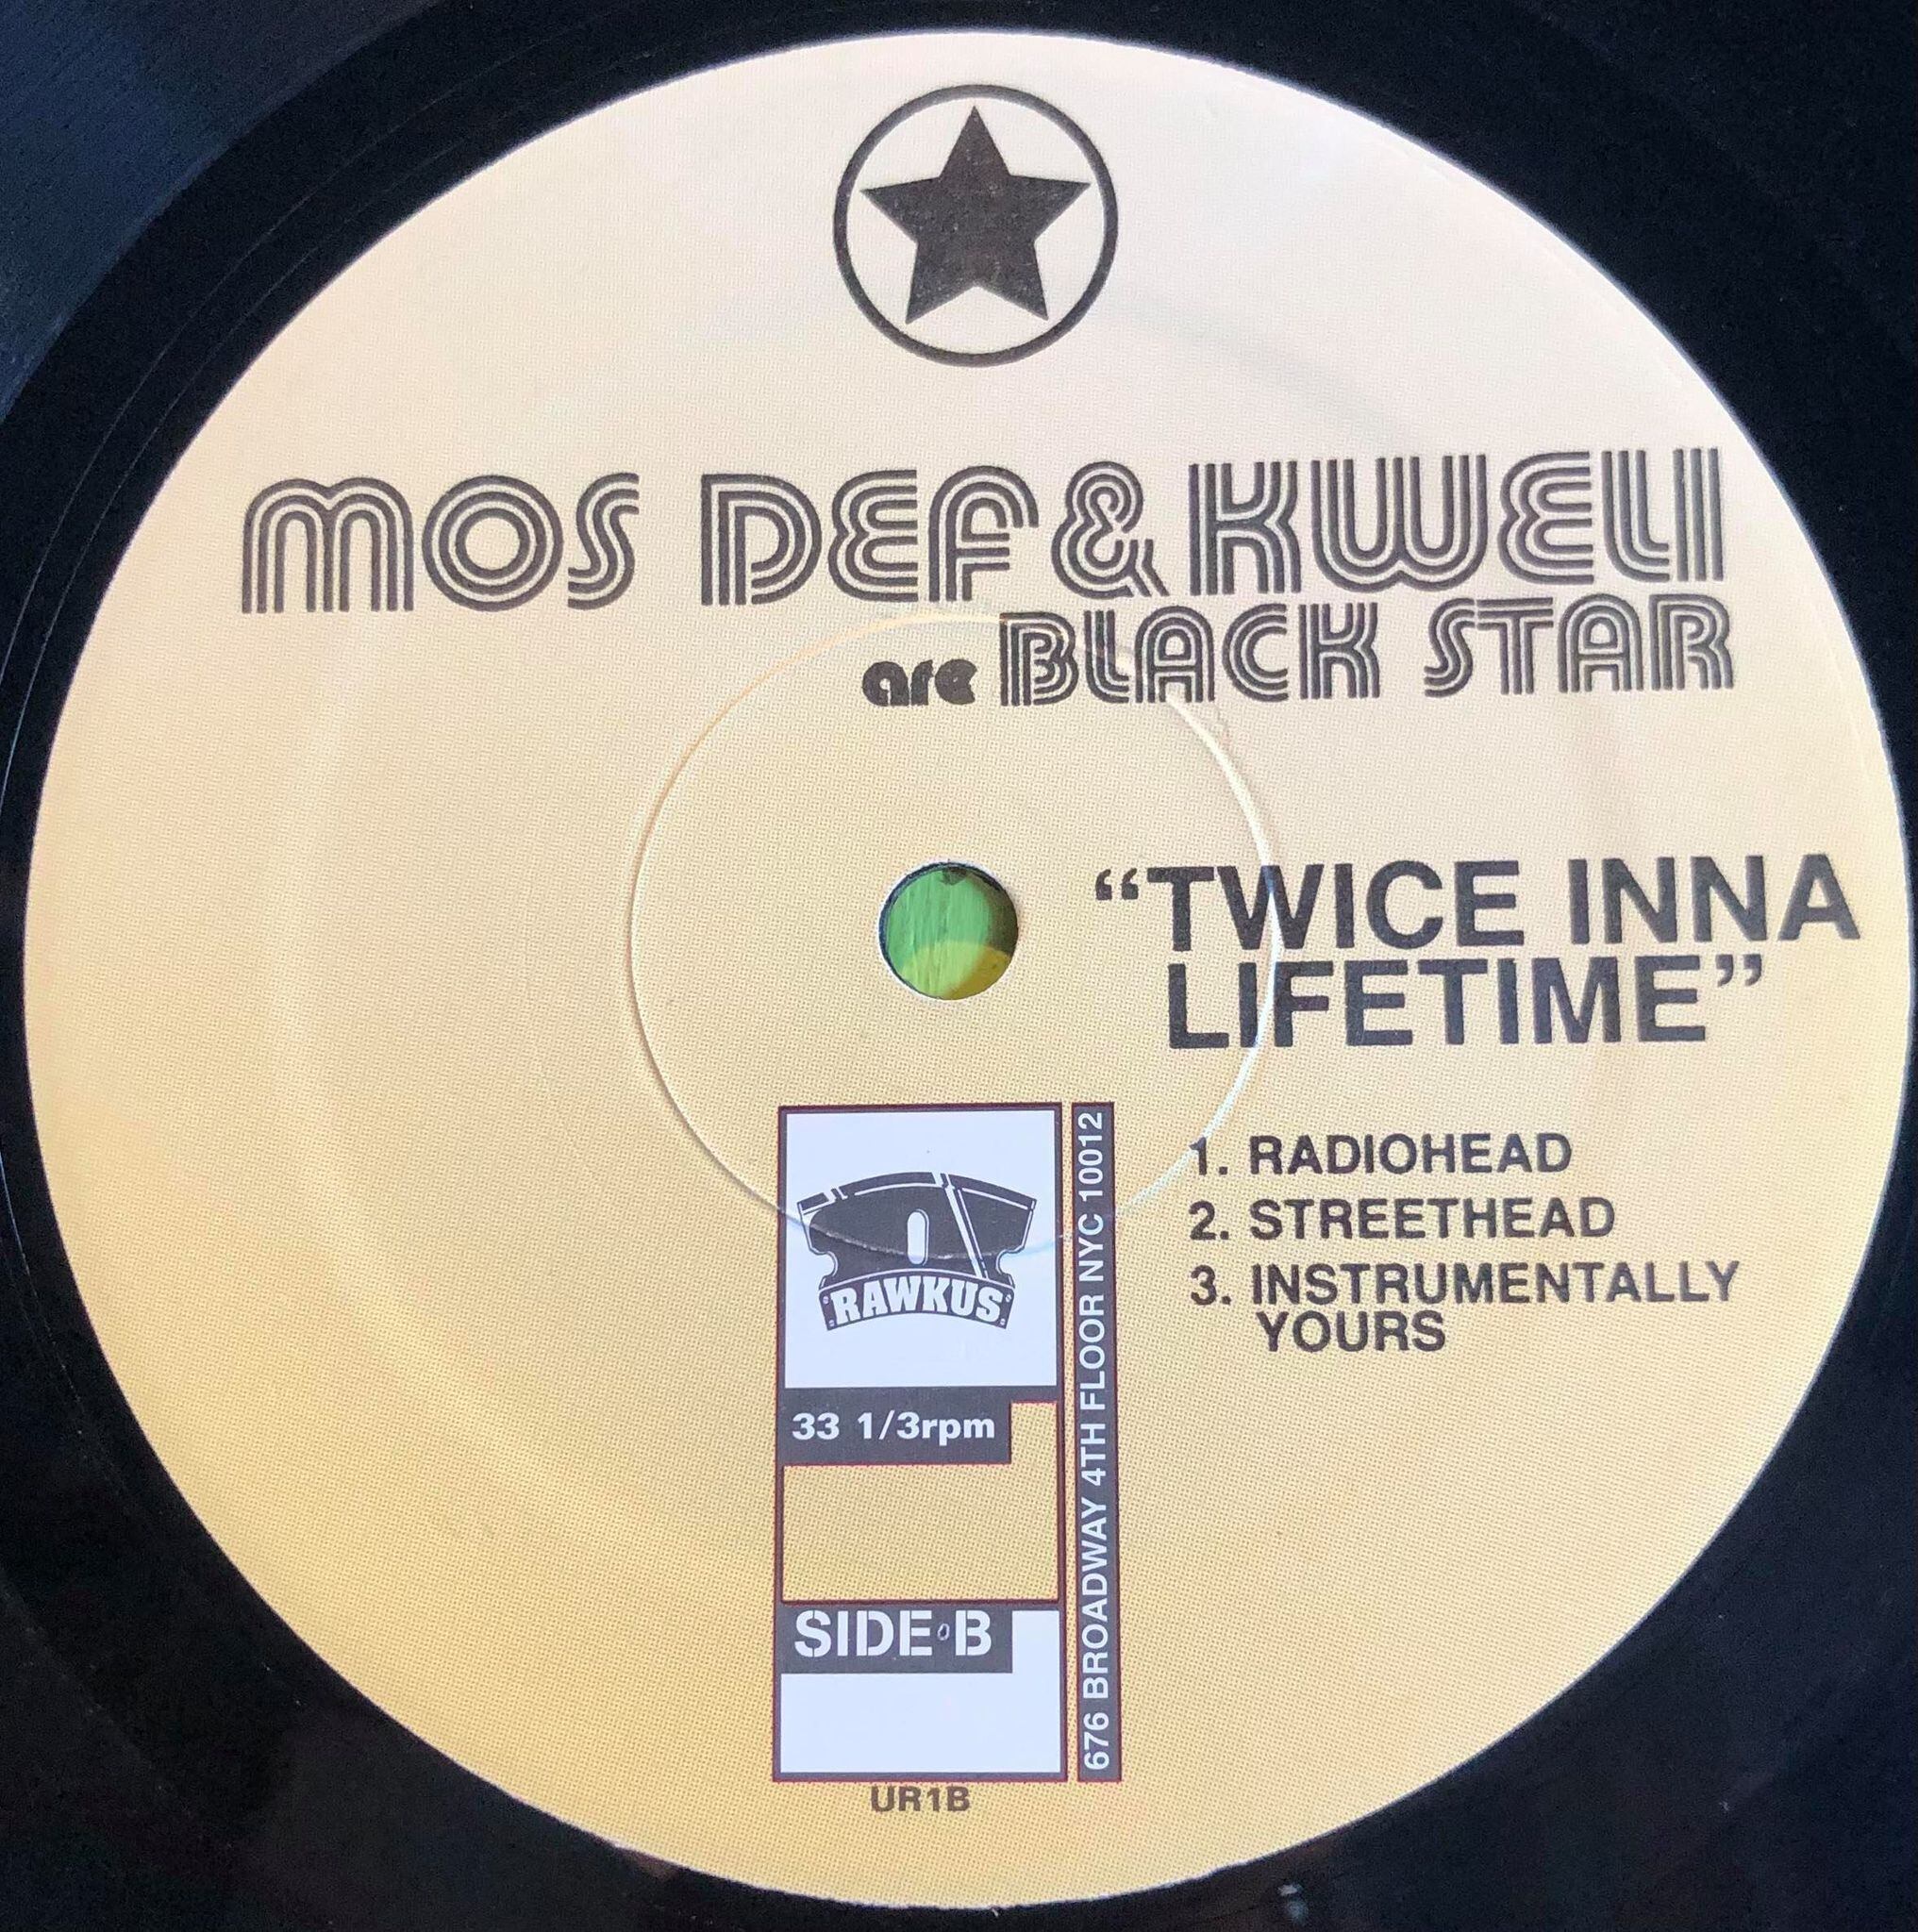 MOS DEF & KWELI
are BLACK STAR
“TWICE INNA
LIFETIME”
1. RADIOHEAD
2. STREETHEAD
3. INSTRUMENTALLY
YOURS
RAWKUS
33 1/3rpm
SIDE B
676 BROADWAY 4TH FLOOR NYC 10012
UR1B